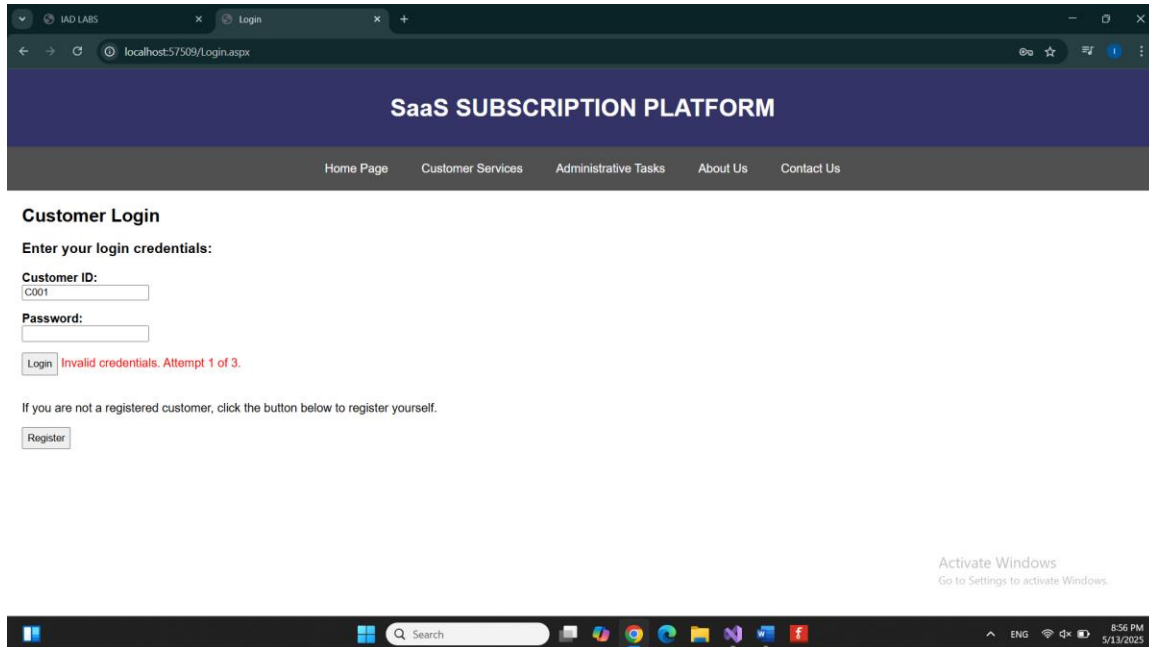 IAD LABS
Login
localhost:57509/Login.aspx
SaaS SUBSCRIPTION PLATFORM
Home Page Customer Services Administrative Tasks About Us Contact Us
Customer Login
Enter your login credentials:
Customer ID:
C001
Password:
Login Invalid credentials. Attempt 1 of 3.
If you are not a registered customer, click the button below to register yourself.
Register
Activate Windows
Go to Settings to activate Windows.
Search
ENG
8:56 PM
5/13/2025